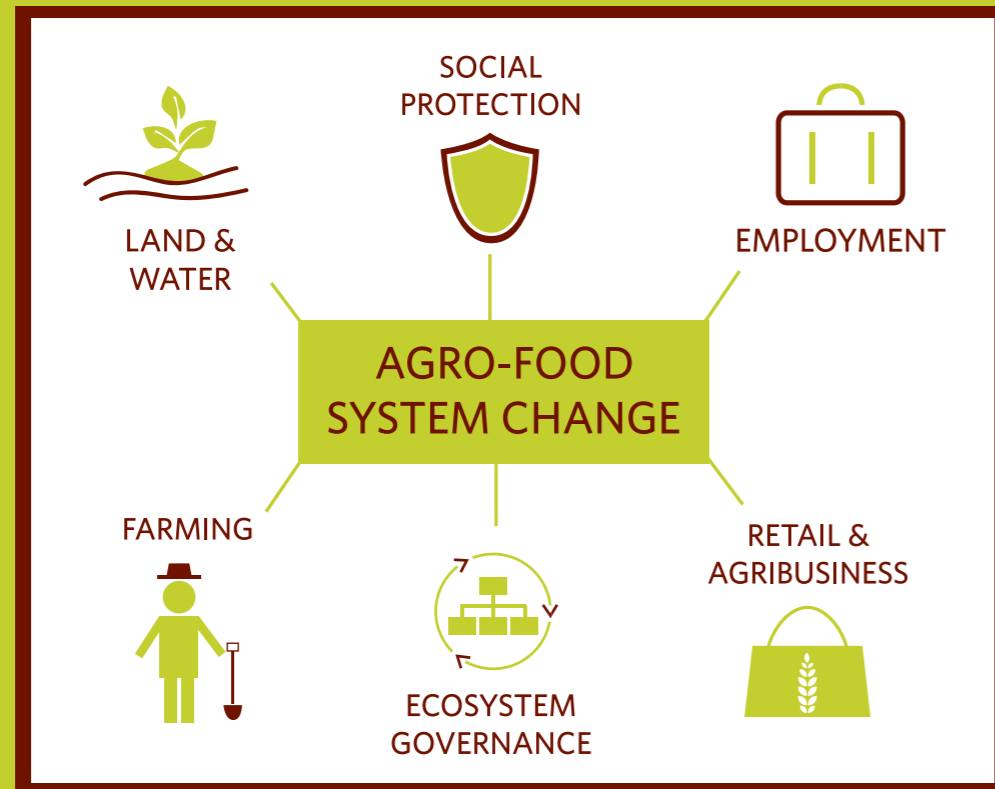 SOCIAL
PROTECTION
LAND &
WATER
EMPLOYMENT
AGRO-FOOD
SYSTEM CHANGE
FARMING
RETAIL &
AGRIBUSINESS
ECOSYSTEM
GOVERNANCE